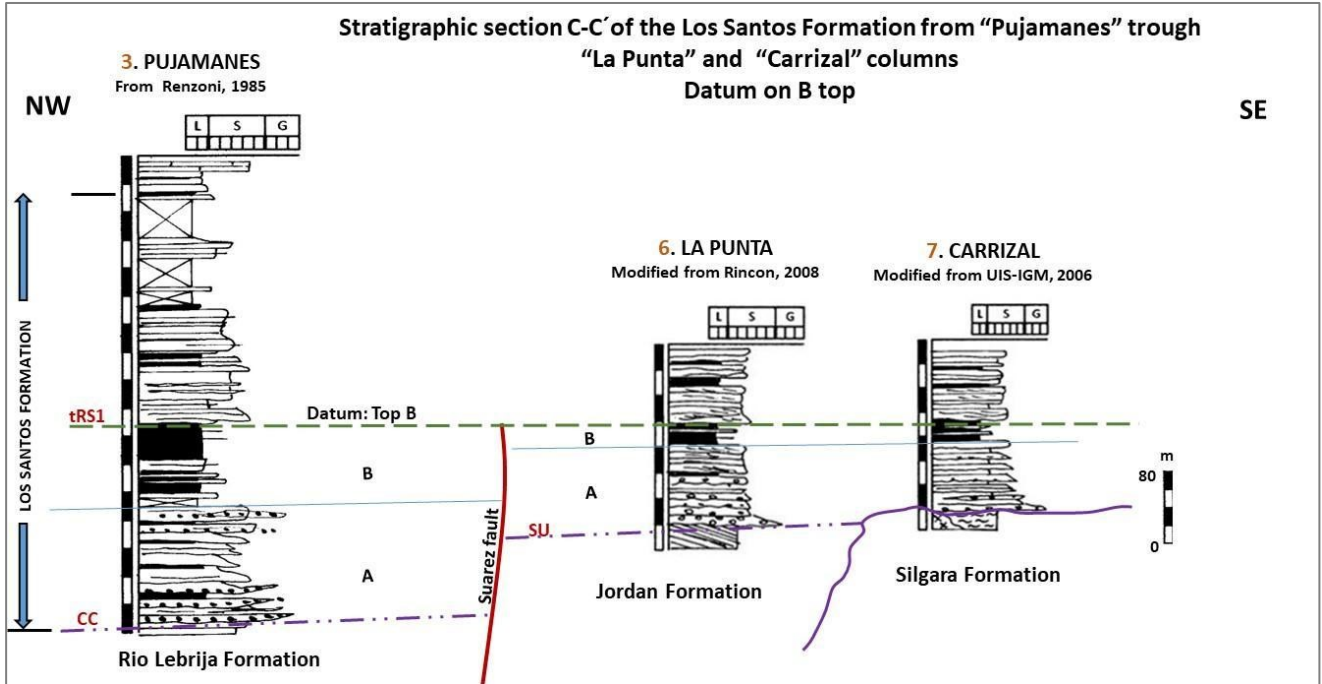 Stratigraphic section C-C´of the Los Santos Formation from “Pujamanes” trough
“La Punta” and “Carrizal” columns
Datum on B top
NW
SE
3. PUJAMANES
From Renzoni, 1985
L S G
6. LA PUNTA
Modified from Rincon, 2008
L S G
7. CARRIZAL
Modified from UIS-IGM, 2006
L S G
LOS SANTOS FORMATION
tRS1
Datum: Top B
B
B
A
A
Suarez fault
SU
CC
m
80
0
Rio Lebrija Formation
Jordan Formation
Silgara Formation